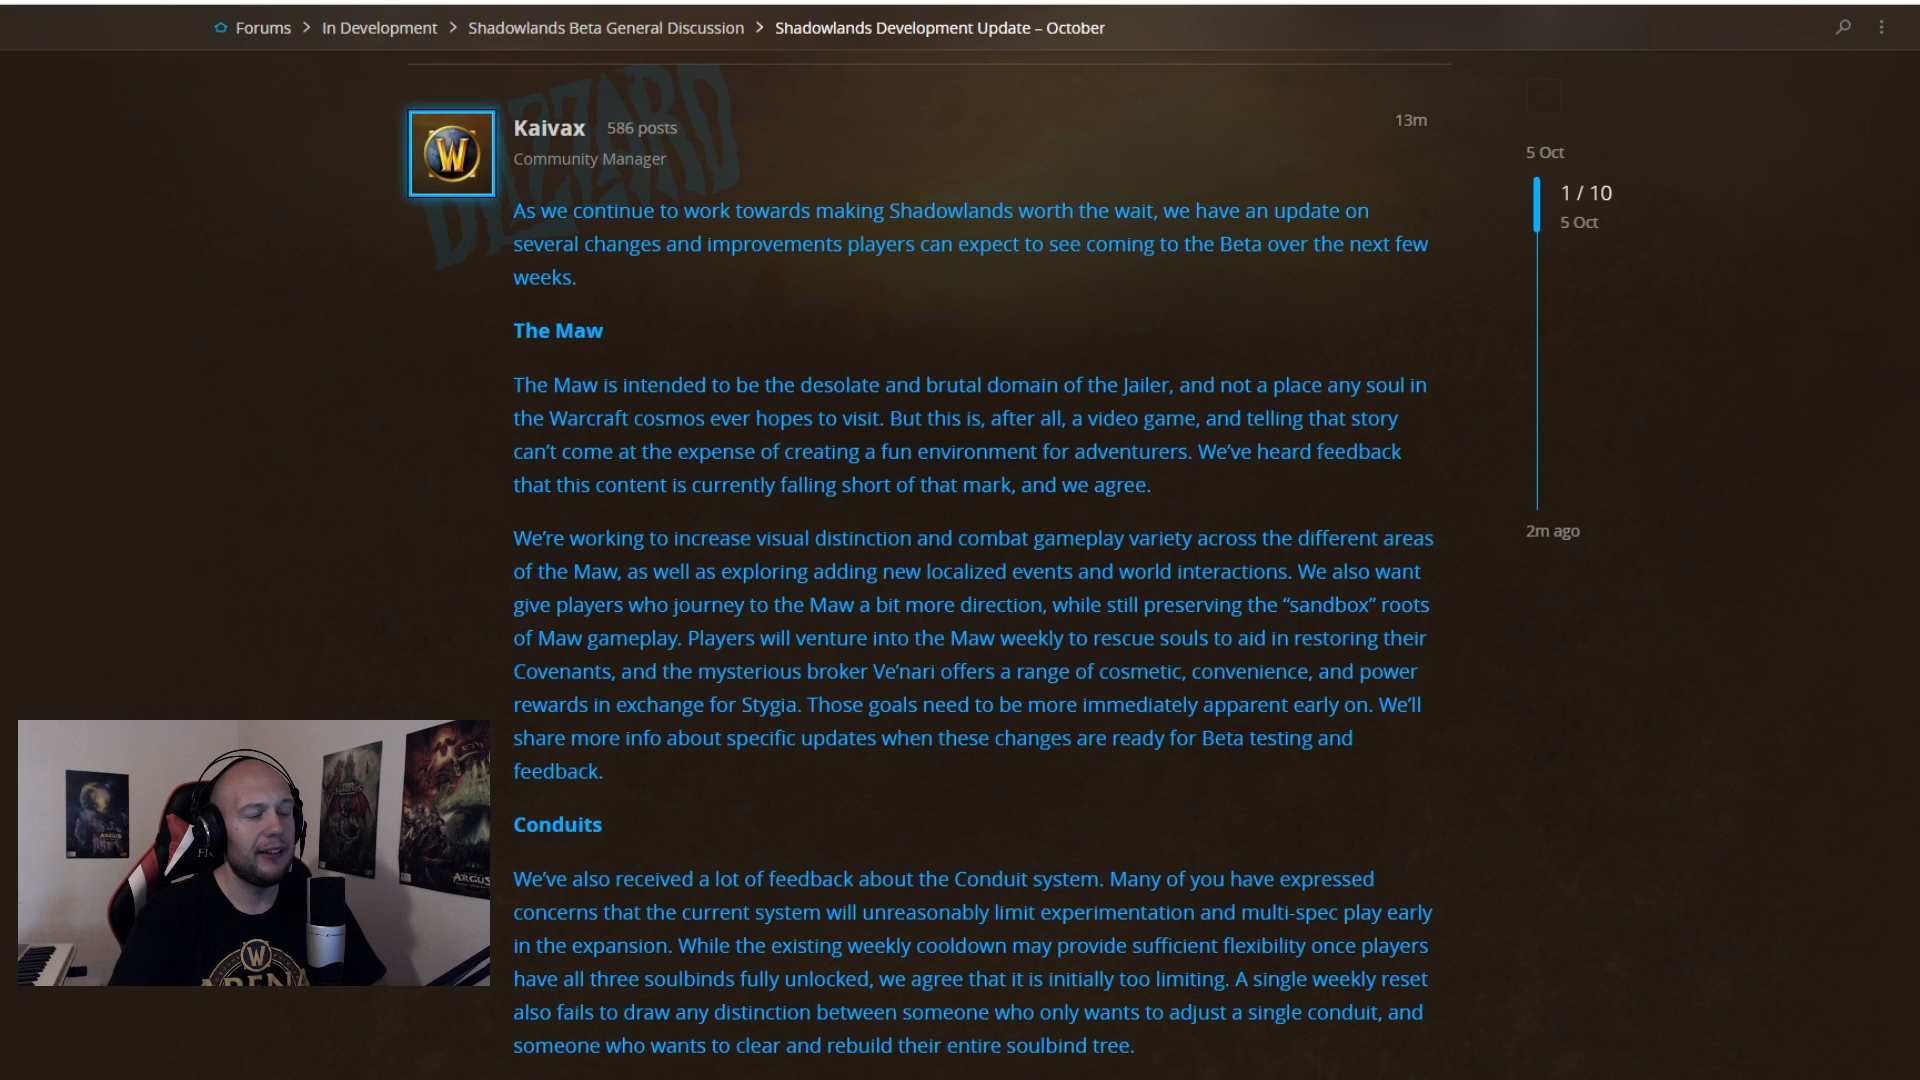 Forums > In Development > Shadowlands Beta General Discussion > Shadowlands Development Update – October
BLIZZARD
Kaivax 586 posts 13m
Community Manager
As we continue to work towards making Shadowlands worth the wait, we have an update on
several changes and improvements players can expect to see coming to the Beta over the next few
weeks.
The Maw
The Maw is intended to be the desolate and brutal domain of the Jailer, and not a place any soul in
the Warcraft cosmos ever hopes to visit. But this is, after all, a video game, and telling that story
can’t come at the expense of creating a fun environment for adventurers. We’ve heard feedback
that this content is currently falling short of that mark, and we agree.
We’re working to increase visual distinction and combat gameplay variety across the different areas
of the Maw, as well as exploring adding new localized events and world interactions. We also want
give players who journey to the Maw a bit more direction, while still preserving the “sandbox” roots
of Maw gameplay. Players will venture into the Maw weekly to rescue souls to aid in restoring their
Covenants, and the mysterious broker Ve’nari offers a range of cosmetic, convenience, and power
rewards in exchange for Stygia. Those goals need to be more immediately apparent early on. We’ll
share more info about specific updates when these changes are ready for Beta testing and
feedback.
Conduits
We’ve also received a lot of feedback about the Conduit system. Many of you have expressed
concerns that the current system will unreasonably limit experimentation and multi-spec play early
in the expansion. While the existing weekly cooldown may provide sufficient flexibility once players
have all three soulbinds fully unlocked, we agree that it is initially too limiting. A single weekly reset
also fails to draw any distinction between someone who only wants to adjust a single conduit, and
someone who wants to clear and rebuild their entire soulbind tree.
5 Oct
1 / 10
5 Oct
2m ago
W
ARGUS
ARGUS
W
ARENA